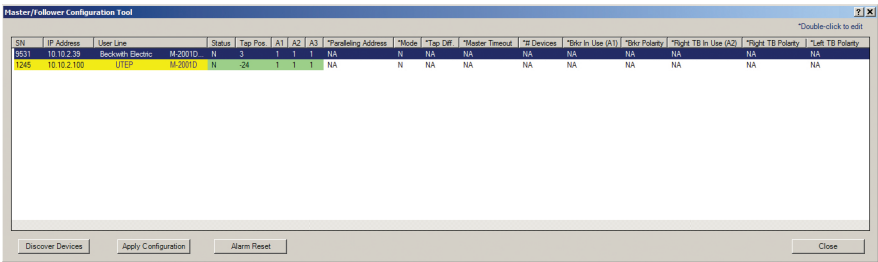 Master/Follower Configuration Tool
*Double-click to edit
SN IP Address User Line Status Tap Pos. A1 A2 A3 *Paralleling Address *Mode *Tap Diff. *Master Timeout *# Devices *Brkr In Use (A1) *Brkr Polarity *Right TB In Use (A2) *Right TB Polarity *Left TB Polarity
9531 10.10.2.39 Beckwith Electric M-2001D... N 3 1 1 1 NA N NA NA NA NA NA NA NA NA
1245 10.10.2.100 UTEP M-2001D N -24 1 1 1 NA N NA NA NA NA NA NA NA NA
Discover Devices Apply Configuration Alarm Reset Close